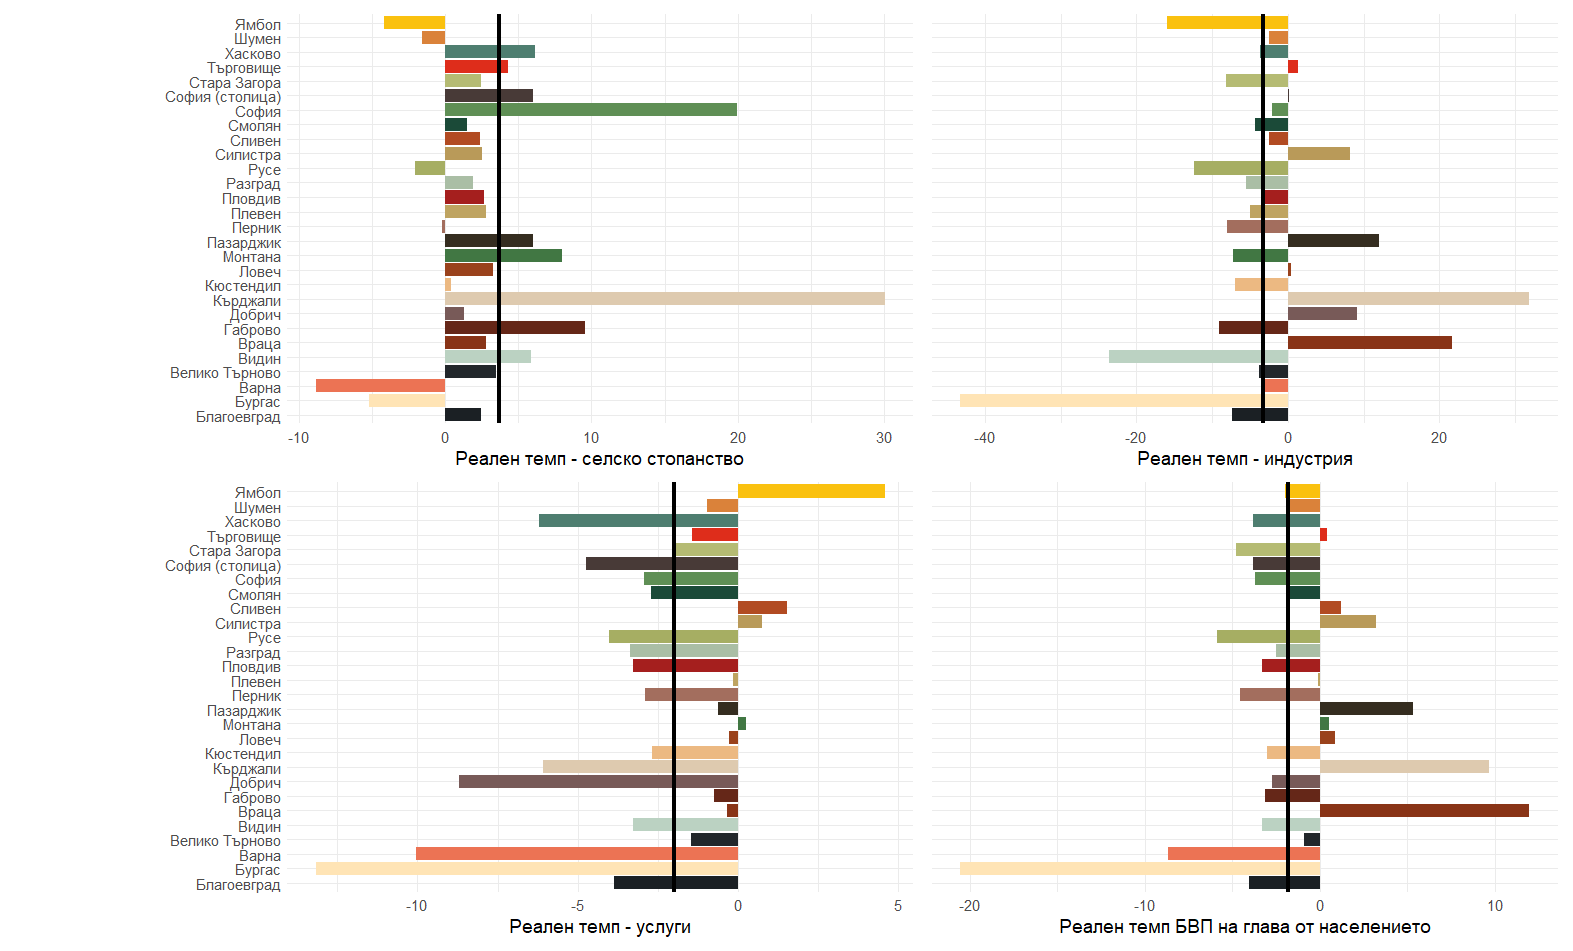 Ямбол
Шумен
Хасково
Търговище
Стара Загора
София (столица)
София
Смолян
Сливен
Силистра
Русе
Разград
Пловдив
Плевен
Перник
Пазарджик
Монтана
Ловеч
Кюстендил
Кърджали
Добрич
Габрово
Враца
Видин
Велико Търново
Варна
Бургас
Благоевград
-10 0 10 20 30
Реален темп - селско стопанство
-40 -20 0 20
Реален темп - индустрия
Ямбол
Шумен
Хасково
Търговище
Стара Загора
София (столица)
София
Смолян
Сливен
Силистра
Русе
Разград
Пловдив
Плевен
Перник
Пазарджик
Монтана
Ловеч
Кюстендил
Кърджали
Добрич
Габрово
Враца
Видин
Велико Търново
Варна
Бургас
Благоевград
-10 -5 0 5
Реален темп - услуги
-20 -10 0 10
Реален темп БВП на глава от населението